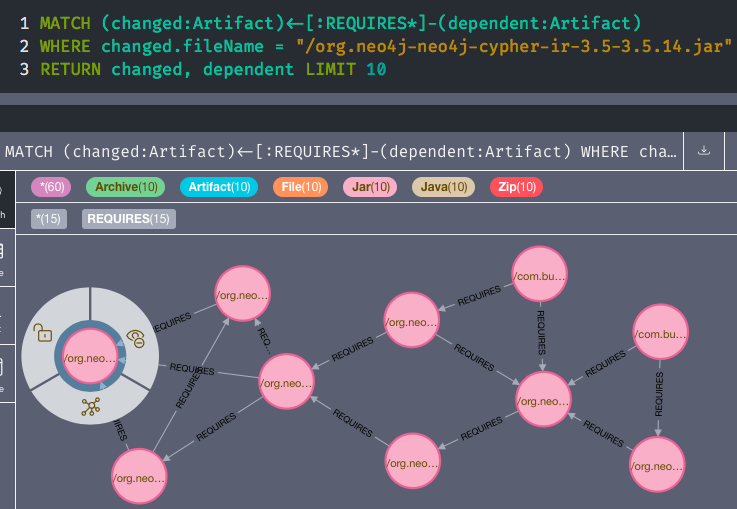 1 MATCH (changed:Artifact)<-[:REQUIRES*]-(dependent:Artifact)
2 WHERE changed.fileName = "/org.neo4j-neo4j-cypher-ir-3.5-3.5.14.jar"
3 RETURN changed, dependent LIMIT 10
MATCH (changed:Artifact)<-[:REQUIRES*]-(dependent:Artifact) WHERE cha…
*(60) Archive(10) Artifact(10) File(10) Jar(10) Java(10) Zip(10)
h
*(15) REQUIRES(15)
e
/com.bu…
/org.neo…
REQUIRES
/org.neo…
EQUIRES
REQUIRES
/com.bu…
REQ…
REQUIRES
REQUIRES
/org.neo…
REQUIRES
REQUIRES
/org.neo…
REQUIRES
REQUIRES
/org.neo…
IRES
REQUIRES
REQUIRES
REQUIRES
REQUIRES
/org.neo…
/org.neo…
/org.neo…
e